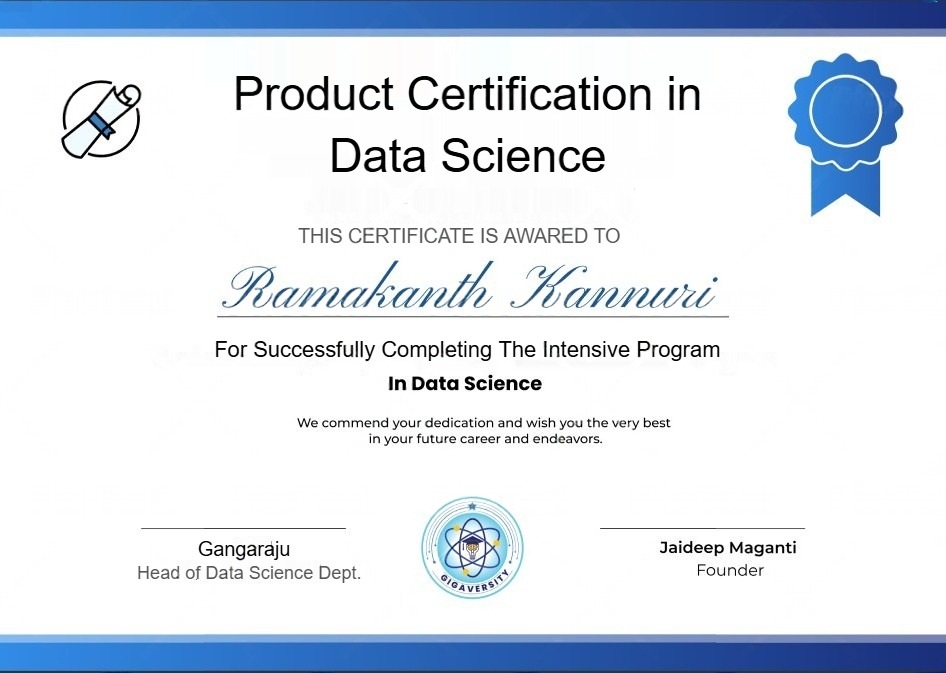 Product Certification in
Data Science
THIS CERTIFICATE IS AWARED TO
Ramakanth Kannuri
For Successfully Completing The Intensive Program
In Data Science
We commend your dedication and wish you the very best
in your future career and endeavors.
Gangaraju
Head of Data Science Dept.
GIGAVERSITY
Jaideep Maganti
Founder